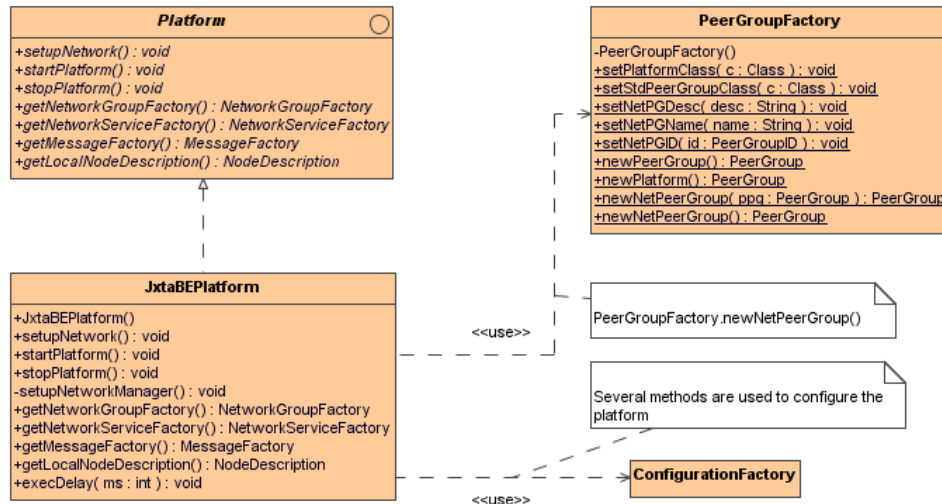 Platform
+setupNetwork() : void
+startPlatform() : void
+stopPlatform() : void
+getNetworkGroupFactory() : NetworkGroupFactory
+getNetworkServiceFactory() : NetworkServiceFactory
+getMessageFactory() : MessageFactory
+getLocalNodeDescription() : NodeDescription
PeerGroupFactory
-PeerGroupFactory()
+setPlatformClass( c : Class ) : void
+setStdPeerGroupClass( c : Class ) : void
+setNetPGDesc( desc : String ) : void
+setNetPGName( name : String ) : void
+setNetPGID( id : PeerGroupID ) : void
+newPeerGroup() : PeerGroup
+newPlatform() : PeerGroup
+newNetPeerGroup( ppg : PeerGroup ) : PeerGroup
+newNetPeerGroup() : PeerGroup
JxtaBEPlatform
+JxtaBEPlatform()
+setupNetwork() : void
+startPlatform() : void
+stopPlatform() : void
-setupNetworkManager() : void
+getNetworkGroupFactory() : NetworkGroupFactory
+getNetworkServiceFactory() : NetworkServiceFactory
+getMessageFactory() : MessageFactory
+getLocalNodeDescription() : NodeDescription
+execDelay( ms : int ) : void
<<use>>
PeerGroupFactory.newNetPeerGroup()
Several methods are used to configure the
platform
<<use>>
ConfigurationFactory